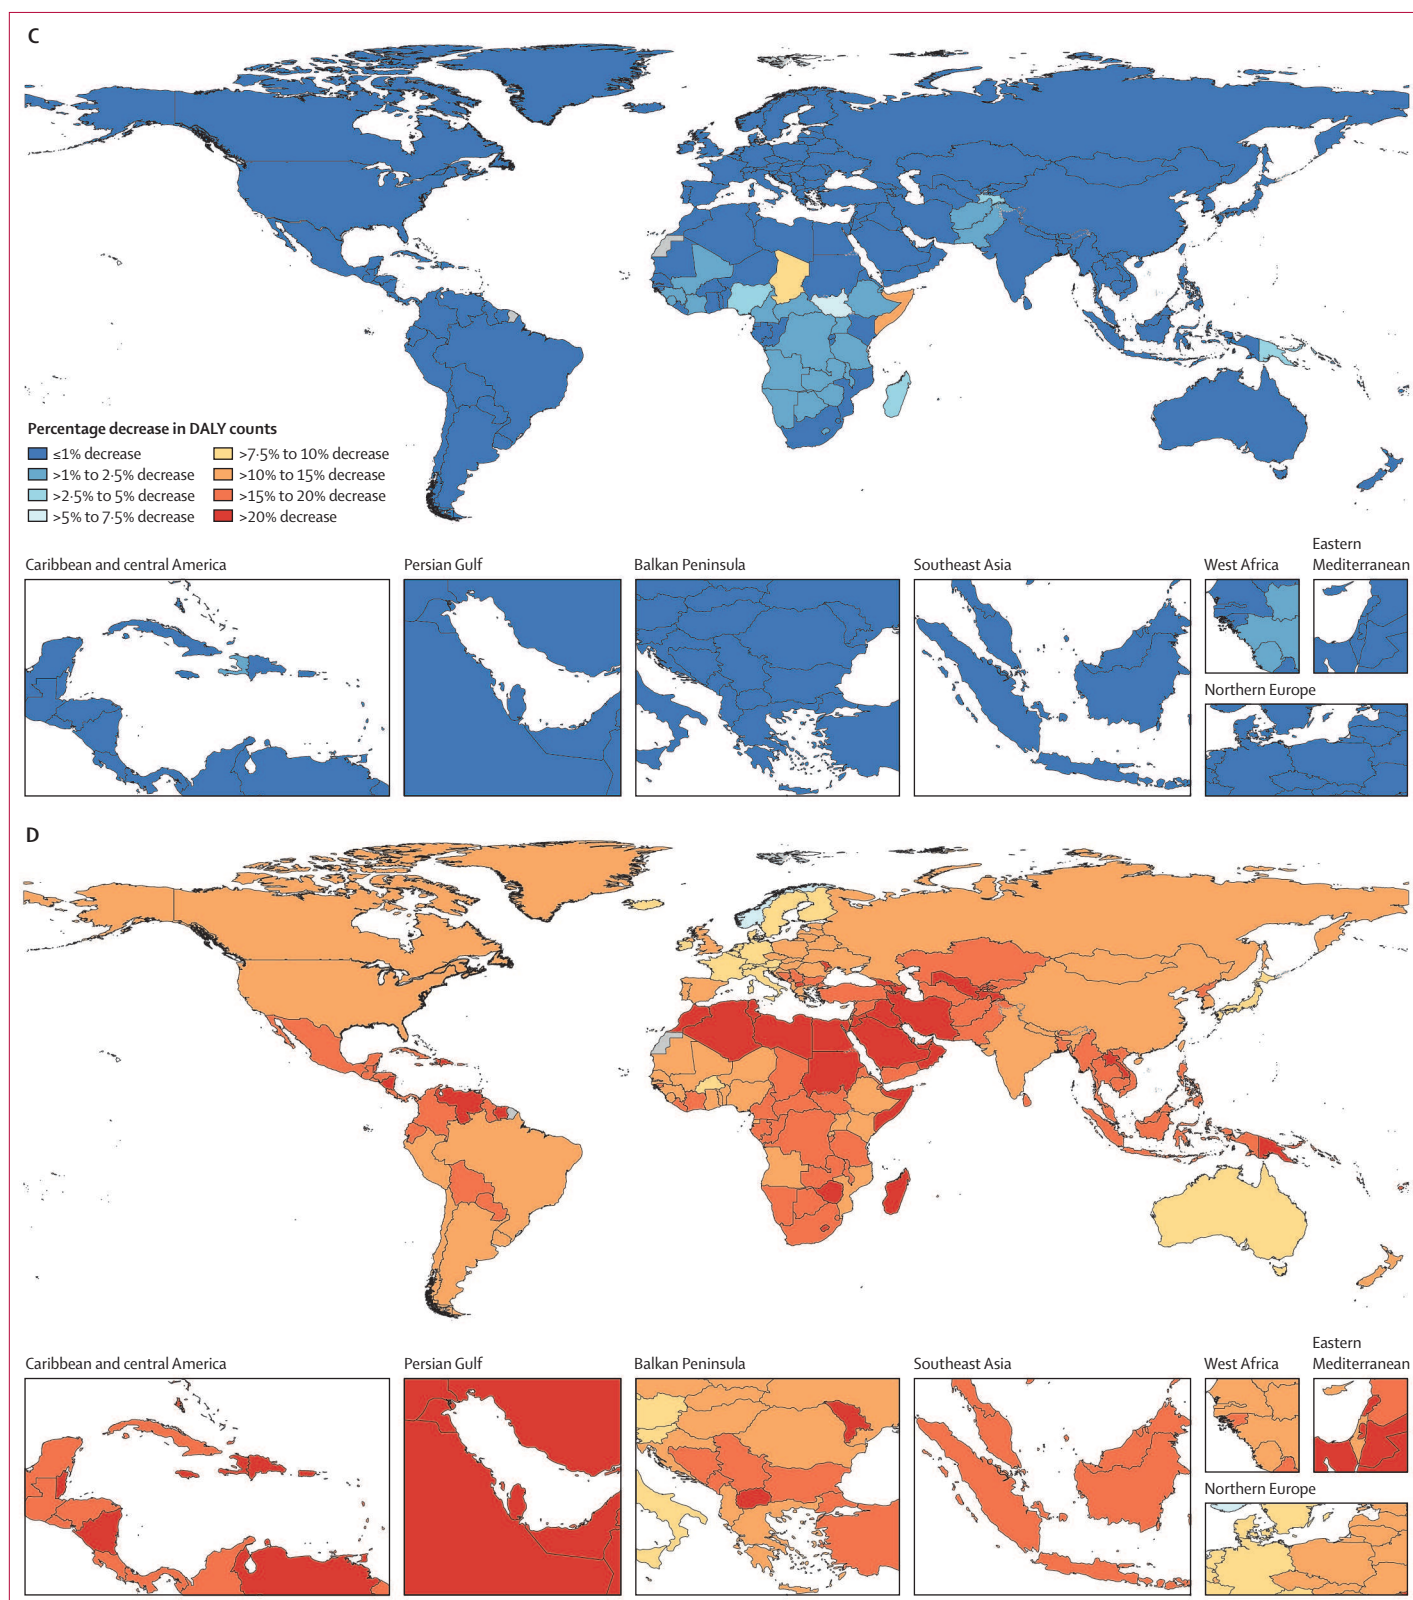 C
Percentage decrease in DALY counts
≤1% decrease
>1% to 2·5% decrease
>2·5% to 5% decrease
>5% to 7·5% decrease
>7·5% to 10% decrease
>10% to 15% decrease
>15% to 20% decrease
>20% decrease
Caribbean and central America
Persian Gulf
Balkan Peninsula
Southeast Asia
West Africa
Eastern
Mediterranean
Northern Europe
D
Caribbean and central America
Persian Gulf
Balkan Peninsula
Southeast Asia
West Africa
Eastern
Mediterranean
Northern Europe